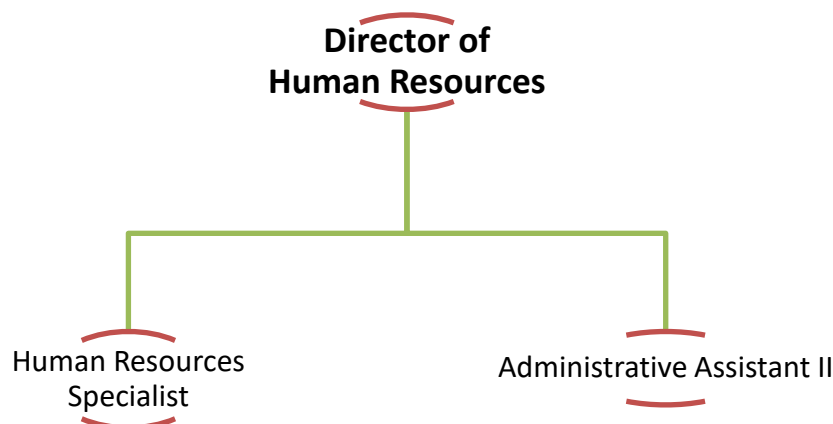 Director of
Human Resources
Human Resources
Specialist
Administrative Assistant II